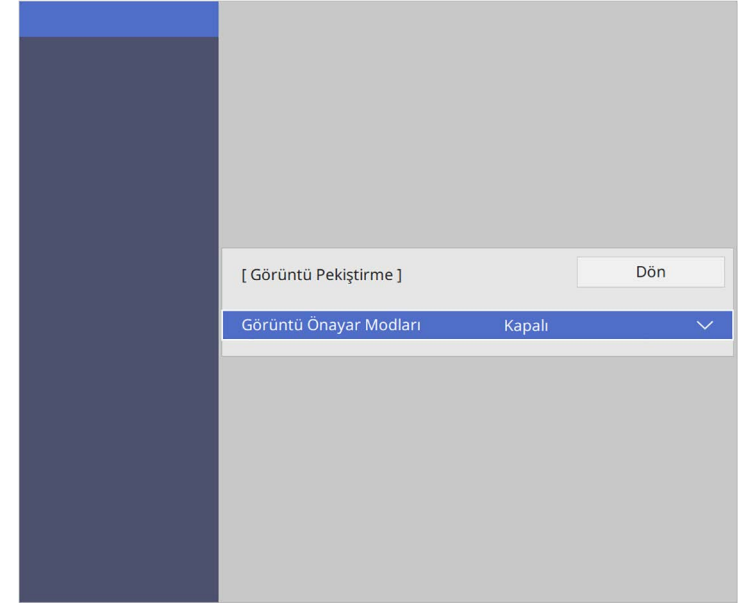 [ Görüntü Pekiştirme ]
Dön
Görüntü Önayar Modları
Kapalı